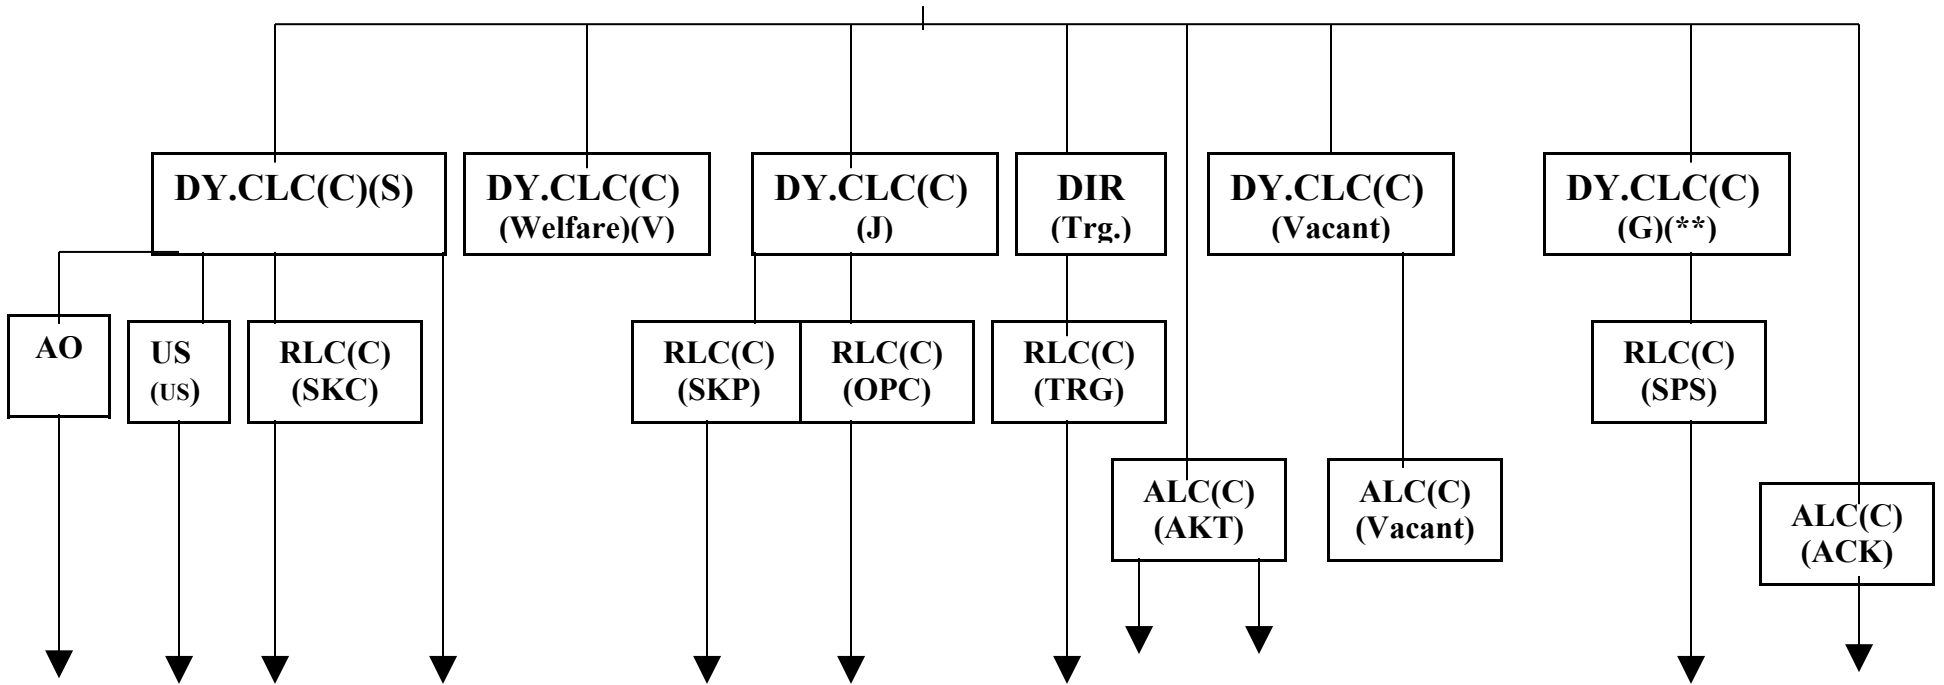 DY.CLC(C)(S)
DY.CLC(C)
(Welfare)(V)
DY.CLC(C)
(J)
DIR
(Trg.)
DY.CLC(C)
(Vacant)
DY.CLC(C)
(G)(**)
AO
US
(US)
RLC(C)
(SKC)
RLC(C)
(SKP)
RLC(C)
(OPC)
RLC(C)
(TRG)
RLC(C)
(SPS)
ALC(C)
(AKT)
ALC(C)
(Vacant)
ALC(C)
(ACK)